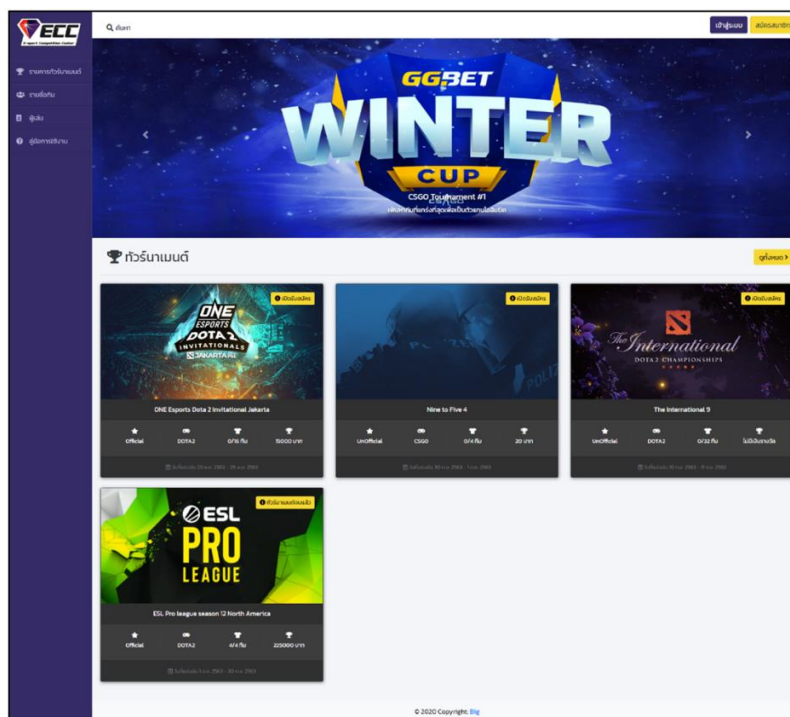 ECC
E-sport Competition Center
ค้นหา
เข้าสู่ระบบ
สมัครสมาชิก
รายการทัวร์นาเมนต์
รายชื่อทีม
ผู้เล่น
คู่มือการใช้งาน
GGBET
WINTER
CUP
CSGO Tournament #1
ทัวร์นาเมนต์
ดูทั้งหมด
เปิดรับสมัคร
ONE
ESPORTS
DOTA 2
INVITATIONALS
JAKARTA
ONE Esports Dota 2 Invitational Jakarta
Official
DOTA2
0/16 ทีม
15000 บาท
เปิดรับสมัคร
POLIZ
Nine to Five 4
UnOfficial
CSGO
0/4 ทีม
20 บาท
เปิดรับสมัคร
The International
DOTA 2 CHAMPIONSHIPS
The International 9
UnOfficial
DOTA2
0/32 ทีม
ไม่มีเงินรางวัล
ESL
PRO
LEAGUE
ESL Pro league season 12 North America
Official
DOTA2
4/4 ทีม
225000 บาท
© 2020 Copyright: Blig